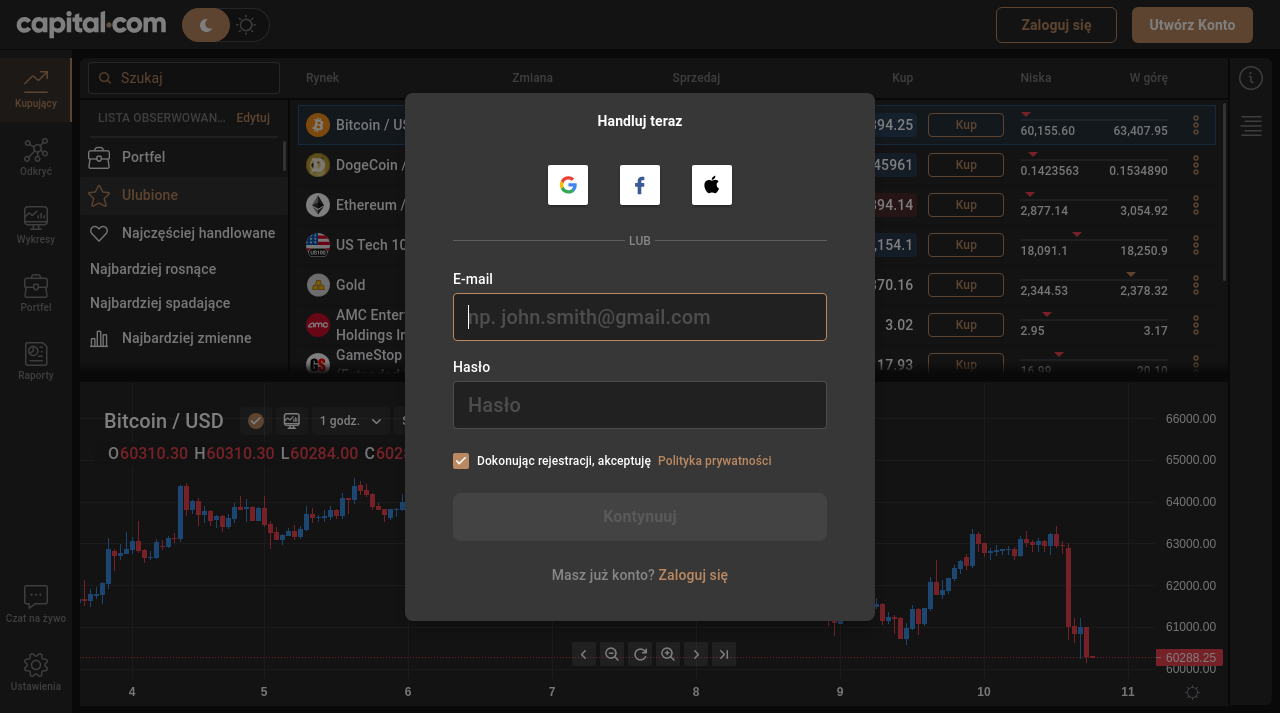 capital.com
Zaloguj się
Utwórz Konto
Kupujący
Odkryć
Wykresy
Portfel
Raporty
Czat na żywo
Ustawienia
Szukaj
LISTA OBSERWOWAN... Edytuj
Portfel
Ulubione
Najczęściej handlowane
Najbardziej rosnące
Najbardziej spadające
Najbardziej zmienne
Rynek Zmiana Sprzedaj Kup Niska W górę
Bitcoin / 94.25 Kup 60,155.60 63,407.95
DogeCoin / 45961 Kup 0.1423563 0.1534890
Ethereum / 94.14 Kup 2,877.14 3,054.92
US Tech 10 ,154.1 Kup 18,091.1 18,250.9
Gold 70.16 Kup 2,344.53 2,378.32
AMC
Holdings 3.02 Kup 2.95 3.17
GameStop 17.93 Kup 16.99 20.10
Handluj teraz
LUB
E-mail
np. john.smith@gmail.com
Hasło
Hasło
Dokonując rejestracji, akceptuję Polityka prywatności
Kontynuuj
Masz już konto? Zaloguj się
Bitcoin / USD 1 godz.
O60310.30 H60310.30 L60284.00 C602
66000.00
65000.00
64000.00
63000.00
62000.00
61000.00
60288.25
60000.00
4 5 6 7 8 9 10 11